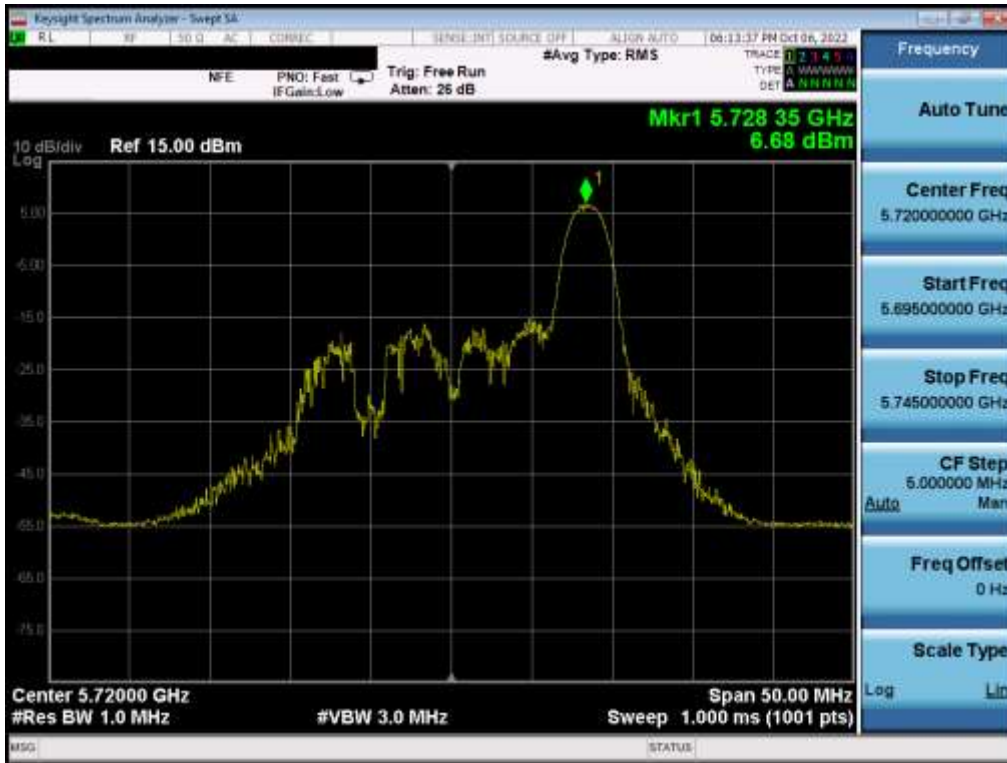 Keysight Spectrum Analyzer - Swept SA
RL RF 50 Ω AC CORREC SENSE:INT SOURCE OFF ALIGN AUTO 06:13:37 PM Oct 06, 2022
#Avg Type: RMS
TRACE 1 2 3 4 5 6
NFE PNO: Fast Trig: Free Run TYPE A WWWWW
IFGain:Low Atten: 26 dB DET A NNNNN
Mkr1 5.728 35 GHz
6.68 dBm
10 dB/div Ref 15.00 dBm
Log
1
5.00
-5.00
-15.0
-25.0
-35.0
-45.0
-55.0
-65.0
-75.0
Center 5.72000 GHz Span 50.00 MHz
#Res BW 1.0 MHz #VBW 3.0 MHz Sweep 1.000 ms (1001 pts)
MSG STATUS
Frequency
Auto Tune
Center Freq
5.720000000 GHz
Start Freq
5.695000000 GHz
Stop Freq
5.745000000 GHz
CF Step
5.000000 MHz
Auto Man
Freq Offset
0 Hz
Scale Type
Log Lin